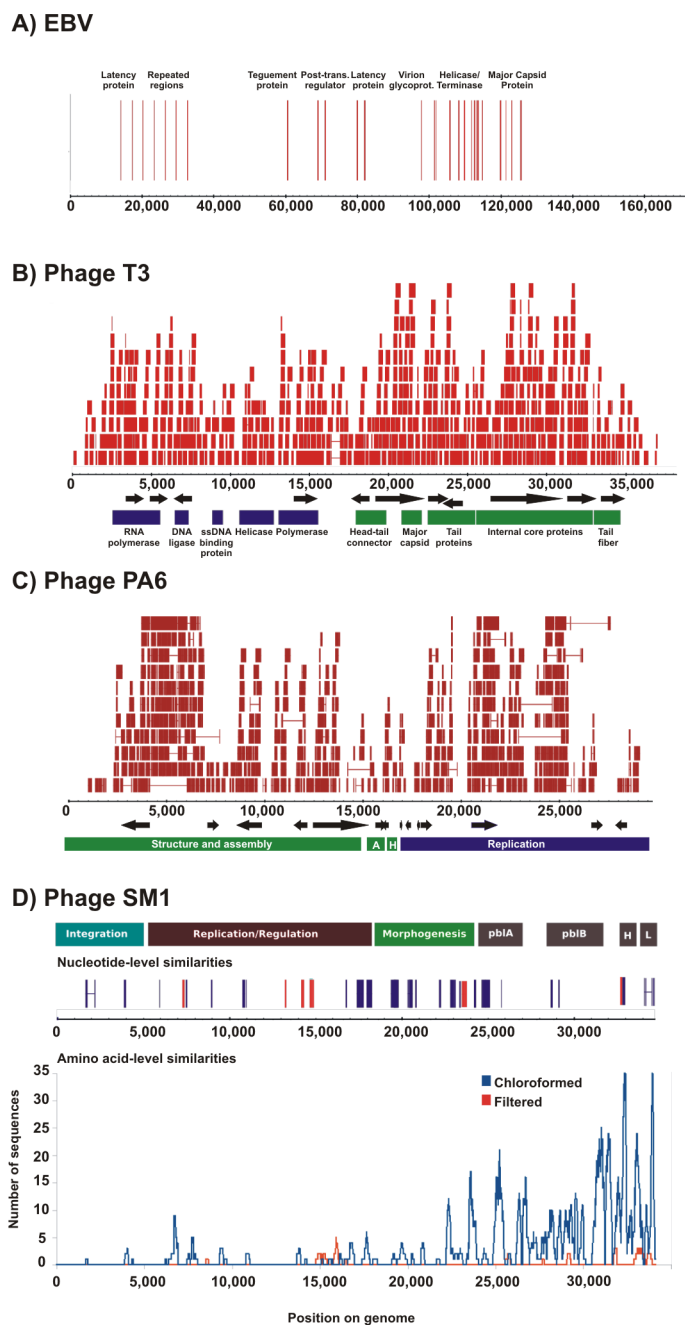 A) EBV
Latency Repeated Teguement Post-trans. Latency Virion Helicase/ Major Capsid
protein regions protein regulator protein glycoprot. Terminase Protein
0 20,000 40,000 60,000 80,000 100,000 120,000 140,000 160,000
B) Phage T3
0 5,000 10,000 15,000 20,000 25,000 30,000 35,000
RNA DNA ssDNA Helicase Polymerase Head-tail Major Tail Internal core proteins Tail
polymerase ligase binding connector capsid proteins fiber
protein
C) Phage PA6
0 5,000 10,000 15,000 20,000 25,000
Structure and assembly A H Replication
D) Phage SM1
Integration Replication/Regulation Morphogenesis pblA pblB H L
Nucleotide-level similarities
0 5,000 10,000 15,000 20,000 25,000 30,000
Amino acid-level similarities
35
Chloroformed
30
Filtered
25
20
15
10
5
0
Number of sequences
0 5,000 10,000 15,000 20,000 25,000 30,000
Position on genome